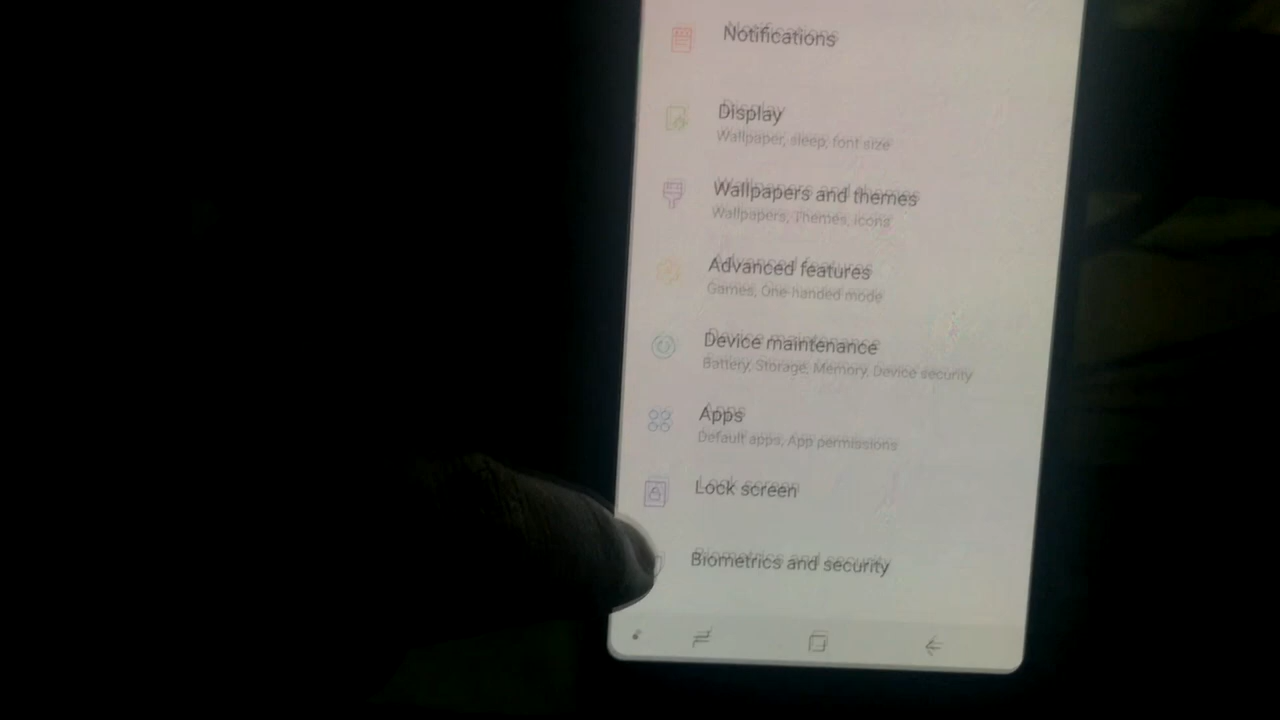 Notifications
Display
Wallpaper, sleep, font size
Wallpapers and themes
Wallpapers, Themes, Icons
Advanced features
Games, One-handed mode
Device maintenance
Battery, Storage, Memory, Device security
Apps
Default apps, App permissions
Lock screen
Biometrics and security